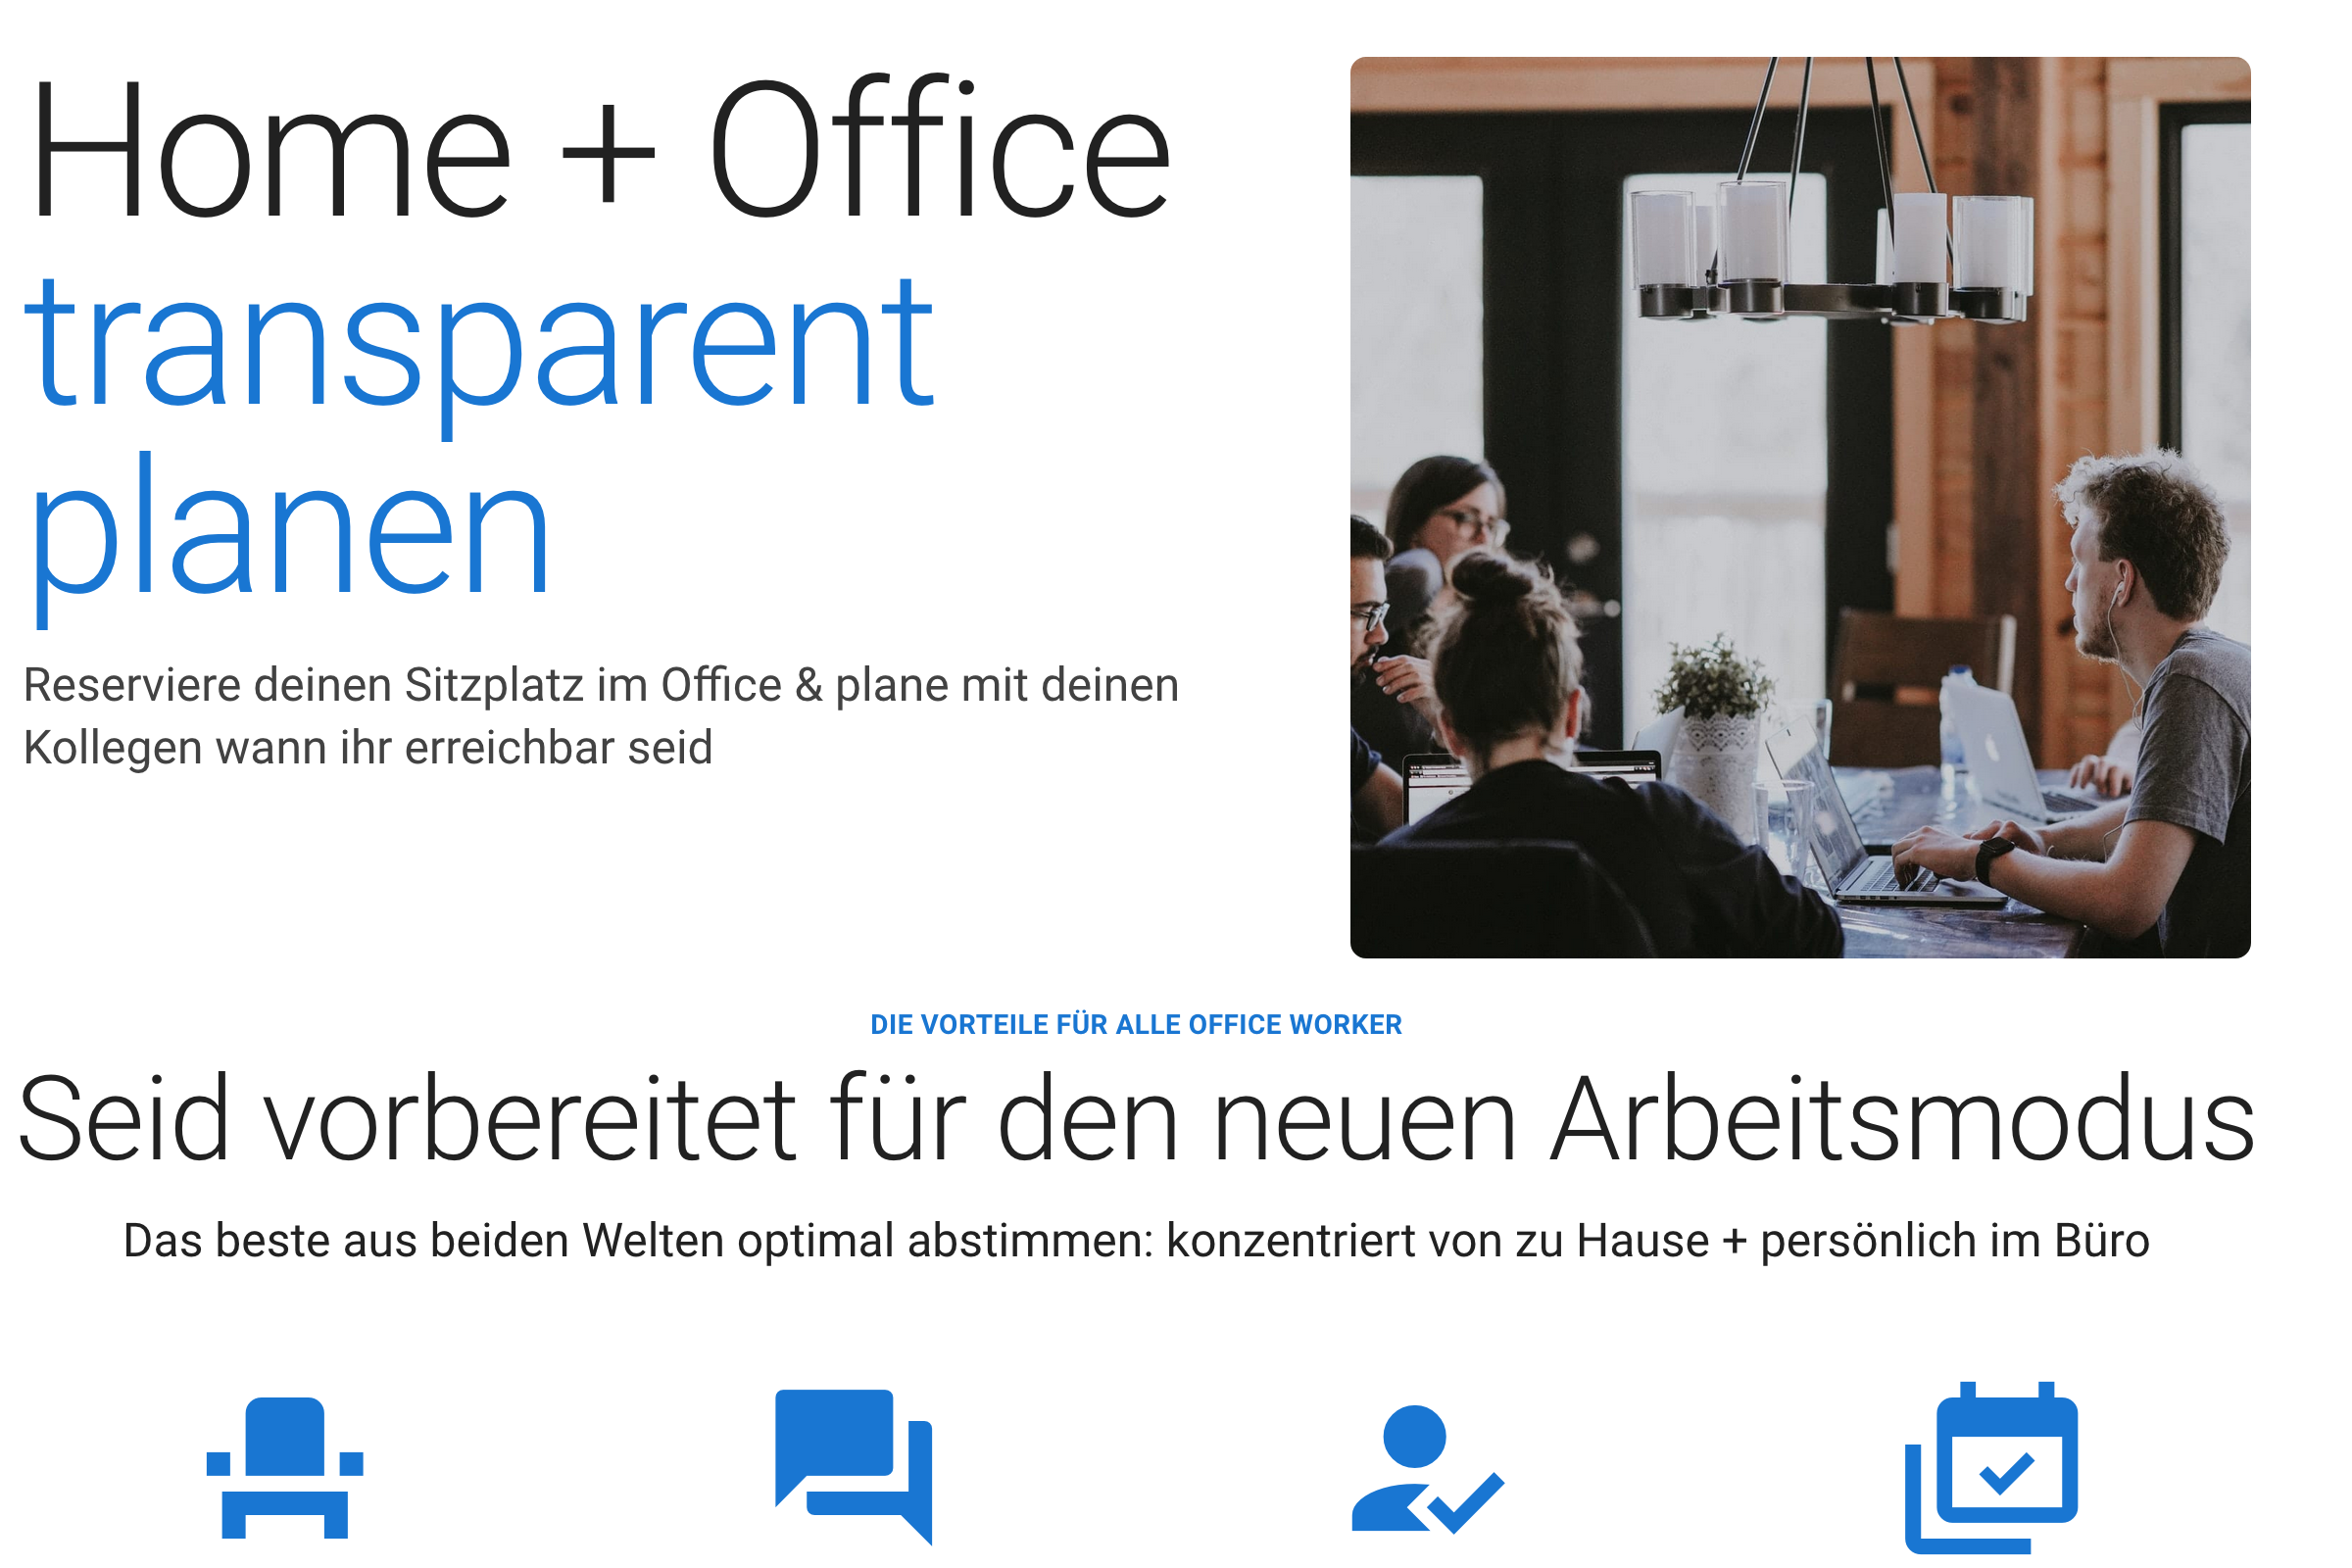 Home + Office
transparent
planen
Reserviere deinen Sitzplatz im Office & plane mit deinen
Kollegen wann ihr erreichbar seid
DIE VORTEILE FÜR ALLE OFFICE WORKER
Seid vorbereitet für den neuen Arbeitsmodus
Das beste aus beiden Welten optimal abstimmen: konzentriert von zu Hause + persönlich im Büro